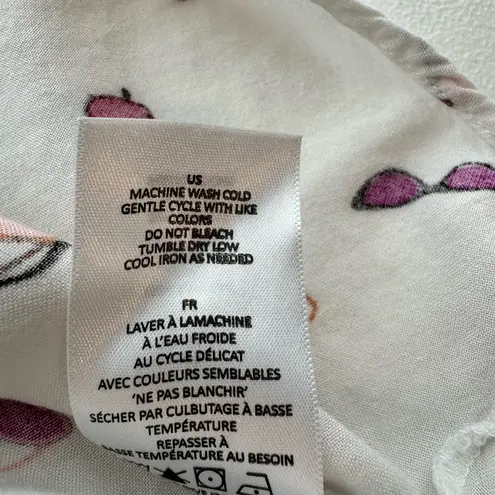 US
MACHINE WASH COLD
GENTLE CYCLE WITH LIKE
COLORS
DO NOT BLEACH
TUMBLE DRY LOW
COOL IRON AS NEEDED
FR
LAVER À LAMACHINE
À L'EAU FROIDE
AU CYCLE DÉLICAT
AVEC COULEURS SEMBLABLES
'NE PAS BLANCHIR'
SÉCHER PAR CULBUTAGE À BASSE
TEMPÉRATURE
REPASSER À
BASSE TEMPÉRATURE AU BESOIN